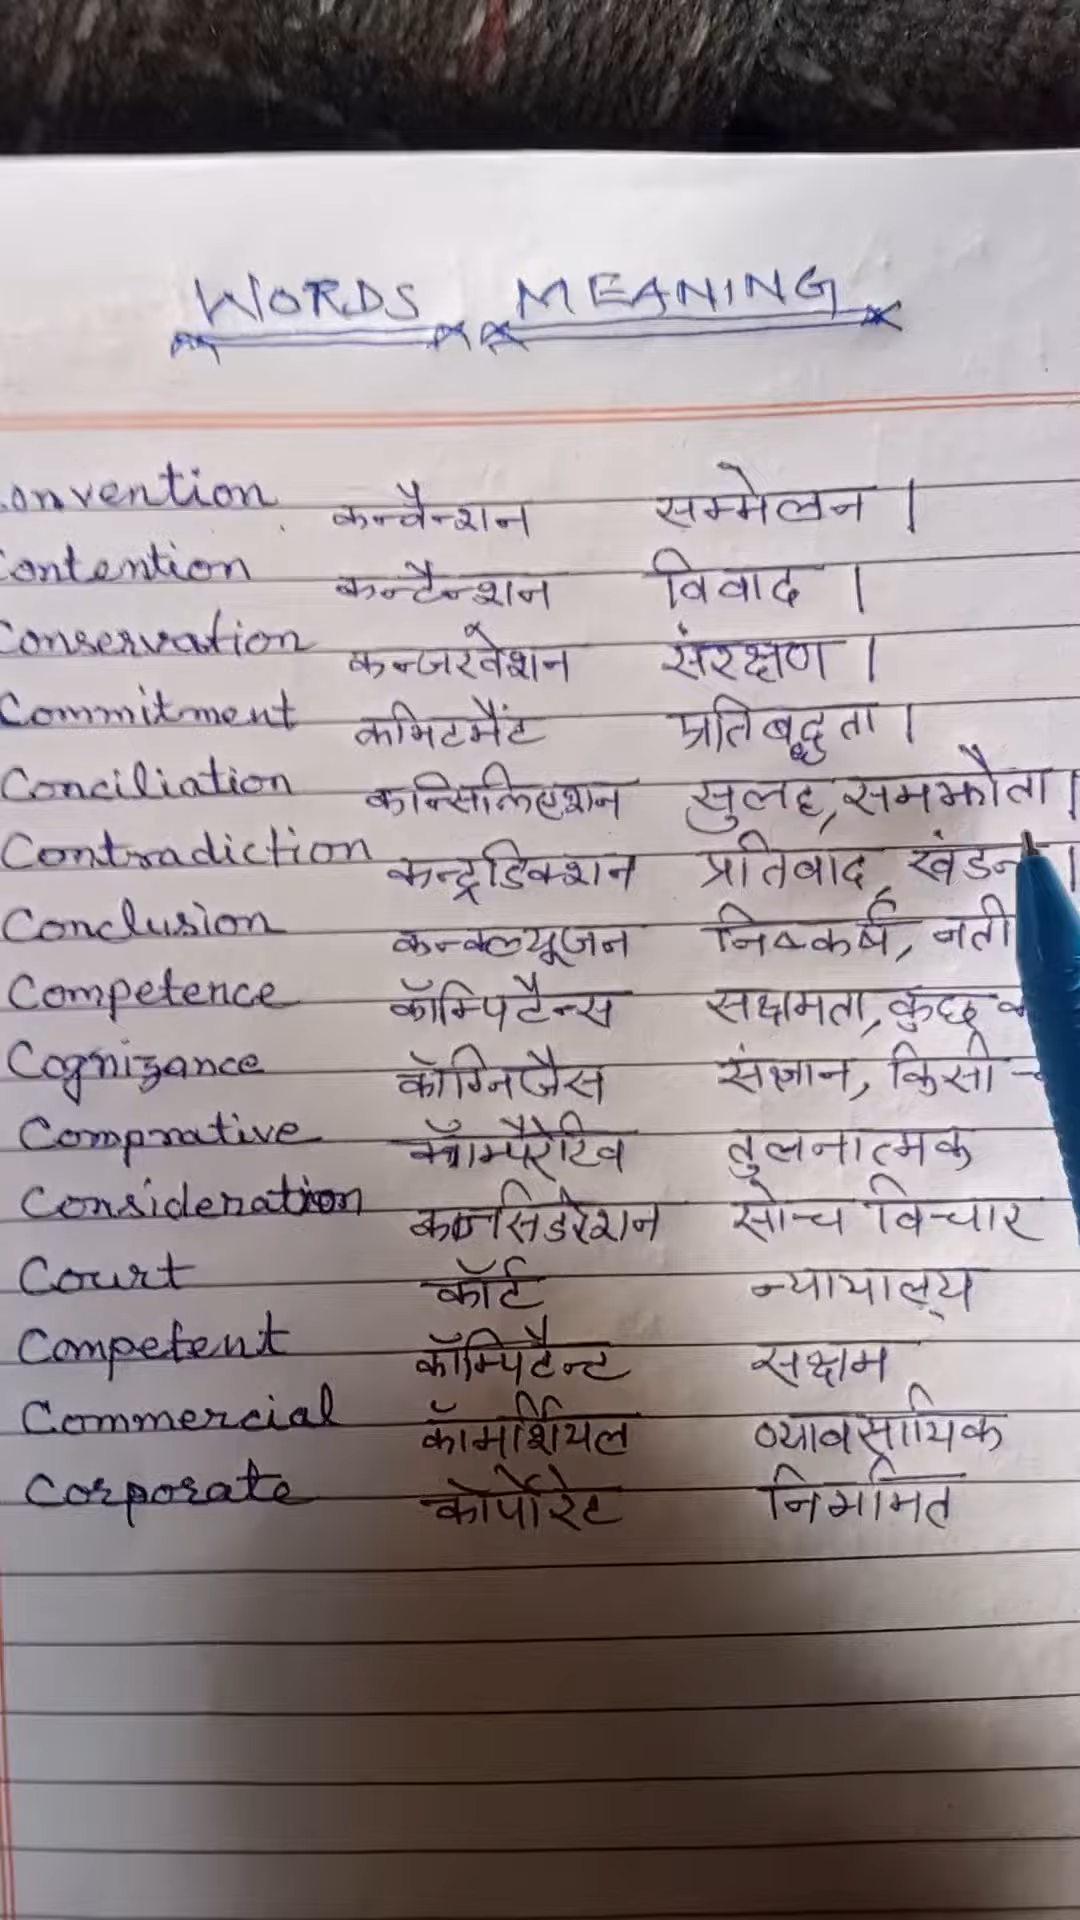 WORDS MEANING
onvention कन्वैन्शन सम्मेलन |
Contention कन्टैन्शन विवाद |
Conservation कन्जरवेशन संरक्षण |
Commitment कमिटमैंट प्रतिबद्धता |
Conciliation कन्सिलिएशन सुलह, समझौता |
Contradiction कन्ट्रडिक्शन प्रतिवाद, खंडन |
Conclusion कन्क्ल्यूजन निष्कर्ष, नती
Competence कॉम्पिटैन्स सक्षमता, कुछ
Cognizance कॉग्निजैंस संज्ञान, किसी
Comprative कॉम्पैरेटिव तुलनात्मक
Consideration कन्सिडरेशन सोच विचार
Court कॉर्ट न्यायालय
Competent कॉम्पिटैन्ट सक्षम
Commercial कॉमर्शियल व्यावसायिक
Corporate कॉर्पोरेट निगमित